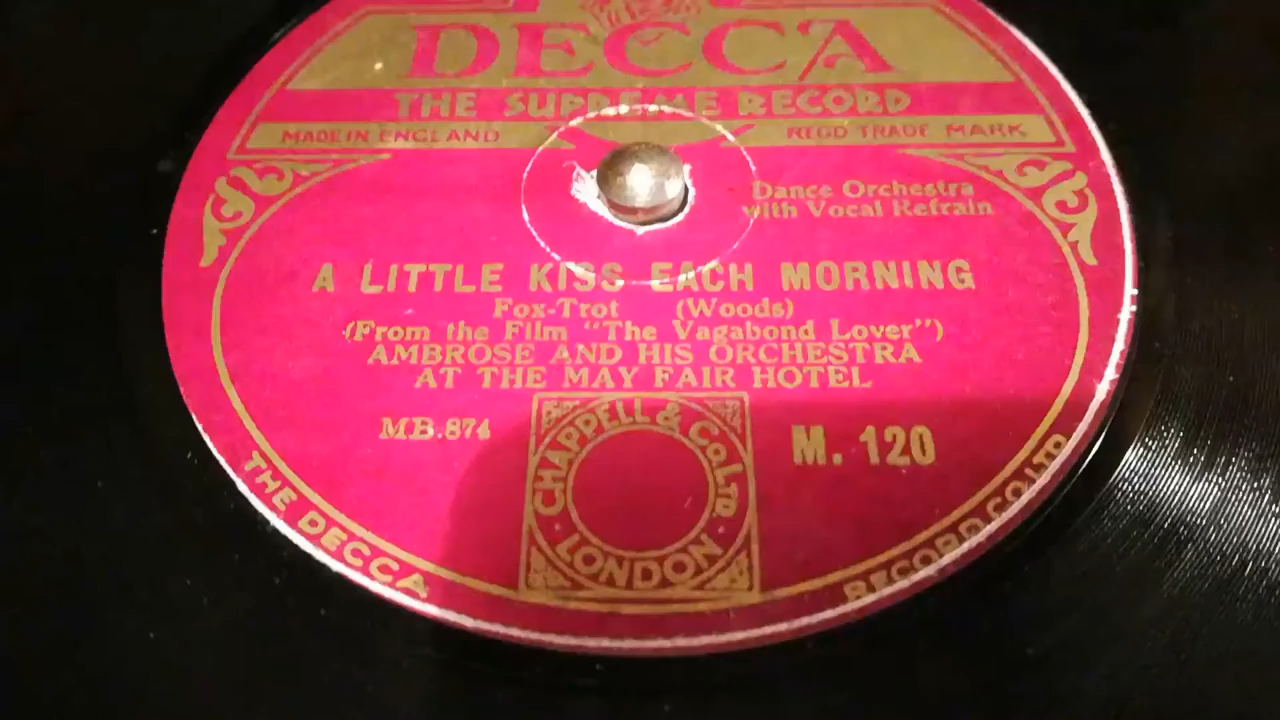 DECCA
THE SUPREME RECORD
MADE IN ENGLAND
REGD TRADE MARK
Dance Orchestra
with Vocal Refrain
A LITTLE KISS EACH MORNING
Fox-Trot (Woods)
(From the Film "The Vagabond Lover")
AMBROSE AND HIS ORCHESTRA
AT THE MAY FAIR HOTEL
MB.874
M. 120
CHAPPELL & CO LTD
· LONDON ·
THE DECCA
RECORD CO LTD